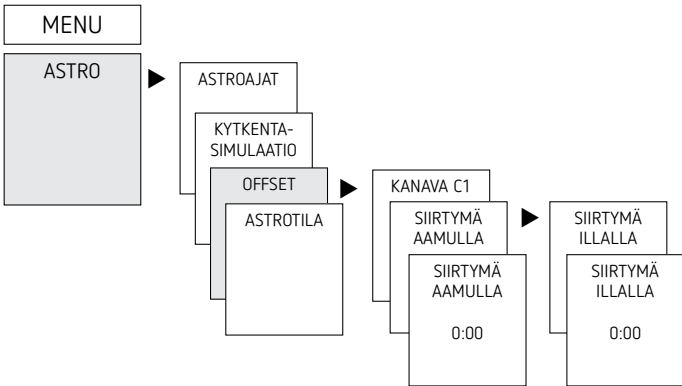 MENU
ASTRO
ASTROAJAT
KYTKENTA-
SIMULAATIO
OFFSET
ASTROTILA
KANAVA C1
SIIRTYMÄ
AAMULLA
SIIRTYMÄ
AAMULLA
0:00
SIIRTYMÄ
ILLALLA
SIIRTYMÄ
ILLALLA
0:00